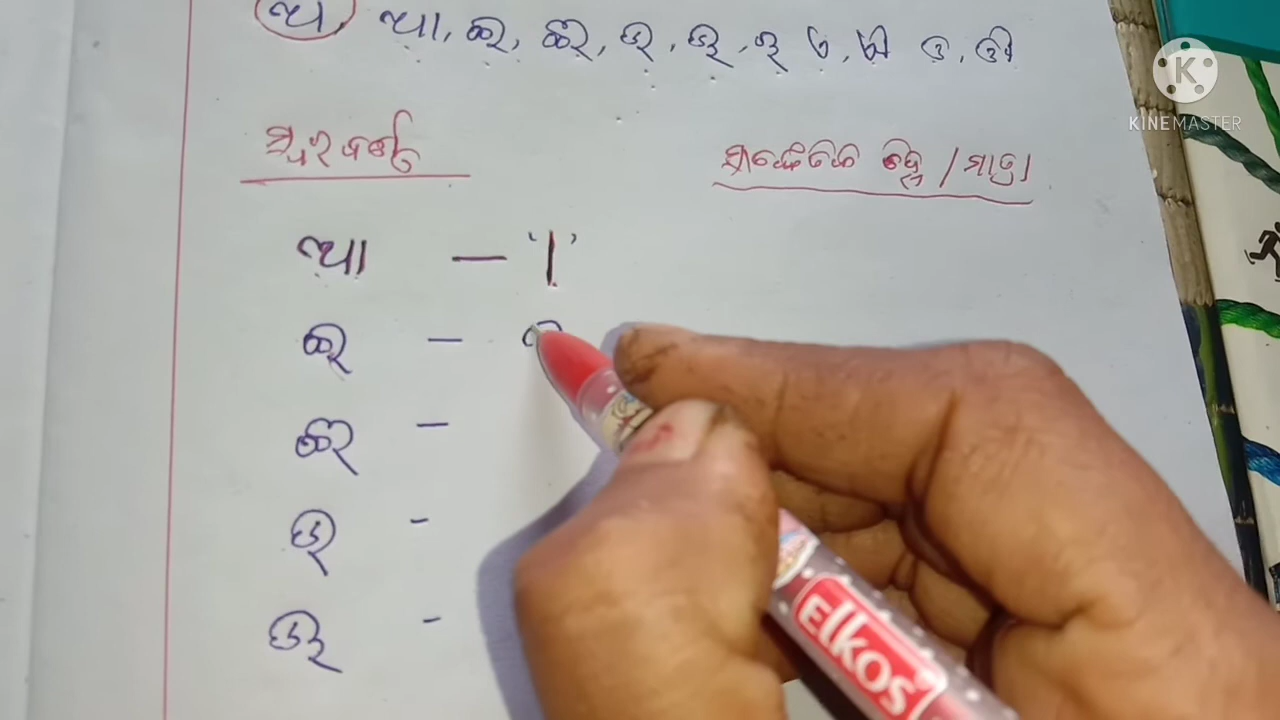 ଅ, ଆ, ଇ, ଈ, ଉ, ଊ, ଋ ଏ, ଐ ଓ, ଔ
KINEMASTER
ସ୍ୱରବର୍ଣ୍ଣ
ସାଙ୍କେତିକ ଚିହ୍ନ / ମାତ୍ରା
ଆ — 'ା'
ଇ —
ଈ —
ଉ -
ଊ -
elkos